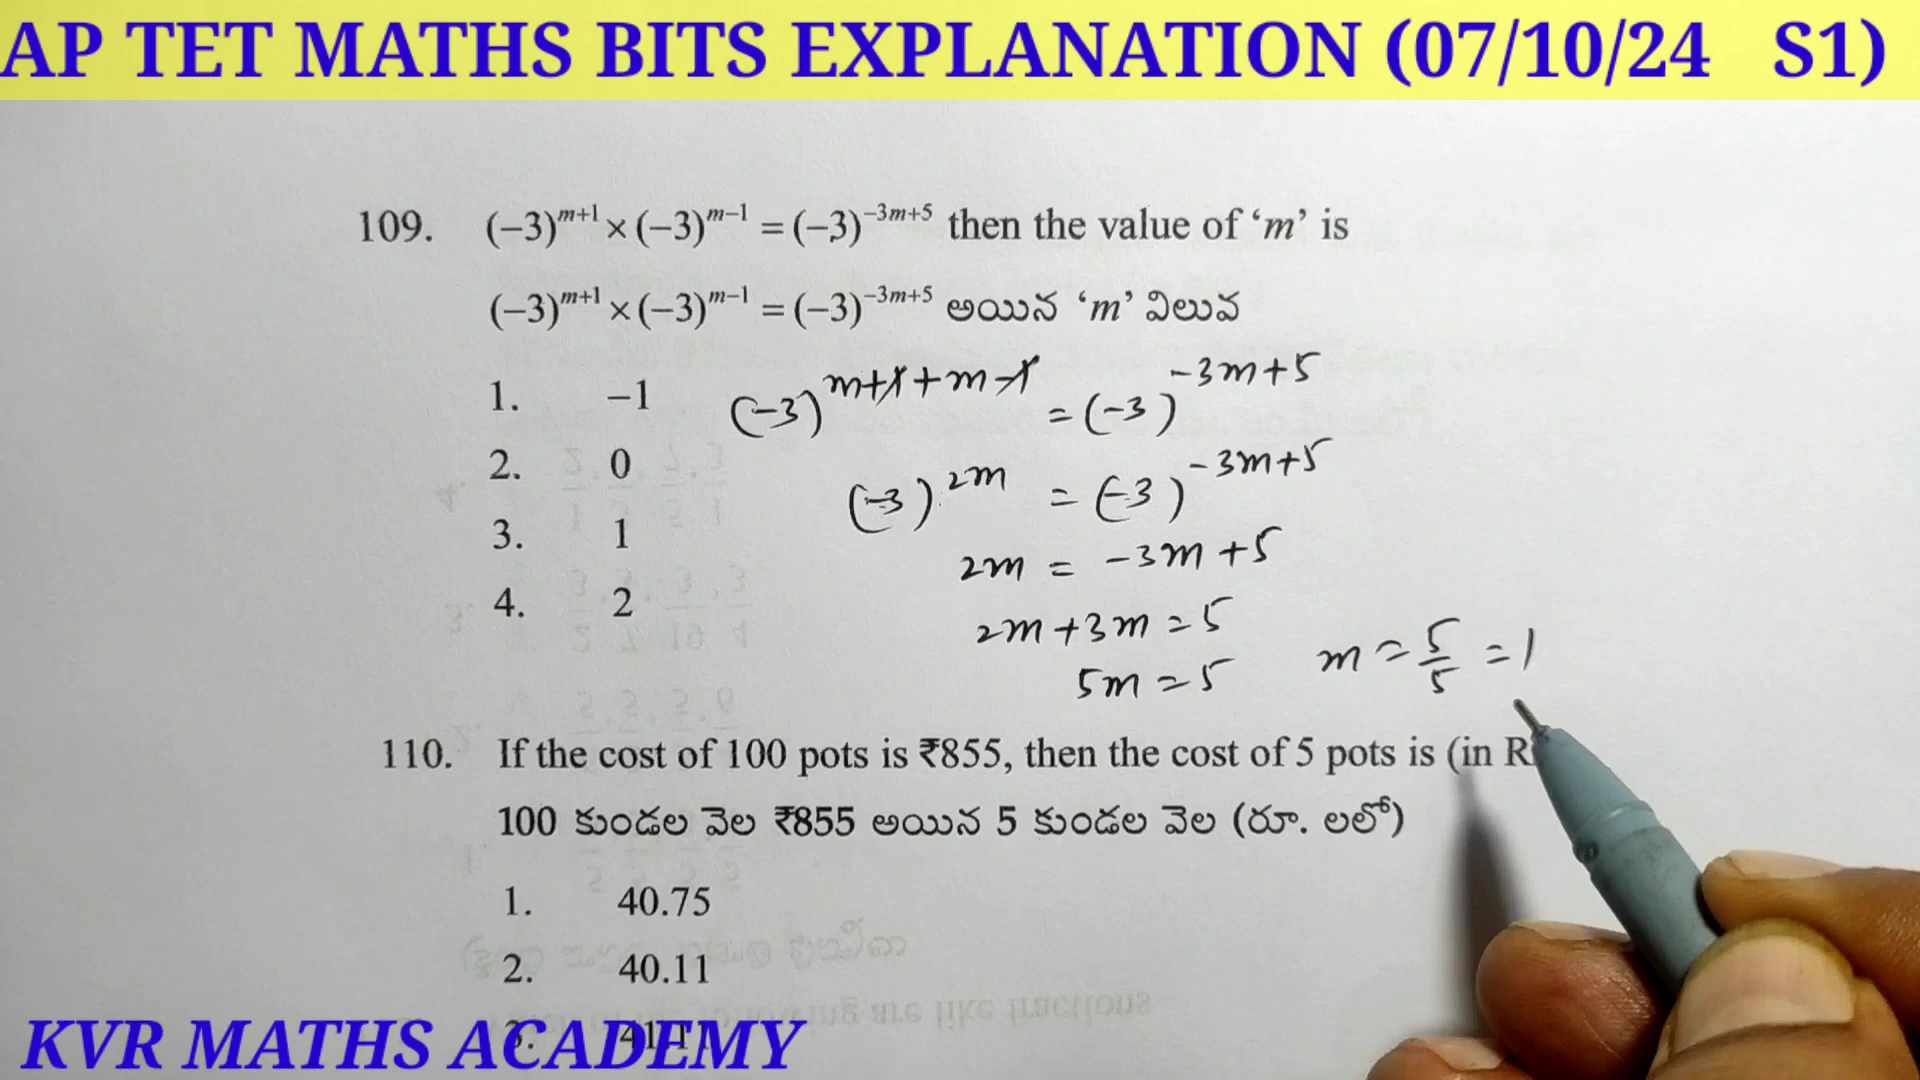 AP TET MATHS BITS EXPLANATION (07/10/24 S1)
109. (−3)^{m+1} × (−3)^{m−1} = (−3)^{−3m+5} then the value of ‘m’ is
(−3)^{m+1} × (−3)^{m−1} = (−3)^{−3m+5} అయిన ‘m’ విలువ
1. −1
(-3)^{m+1+m-1} = (-3)^{-3m+5}
2. 0
(-3)^{2m} = (-3)^{-3m+5}
3. 1
2m = -3m+5
4. 2
2m+3m=5
5m=5
m = 5/5 = 1
110. If the cost of 100 pots is ₹855, then the cost of 5 pots is (in
100 కుండల వెల ₹855 అయిన 5 కుండల వెల (రూ. లలో)
1. 40.75
2. 40.11
3.
KVR MATHS ACADEMY